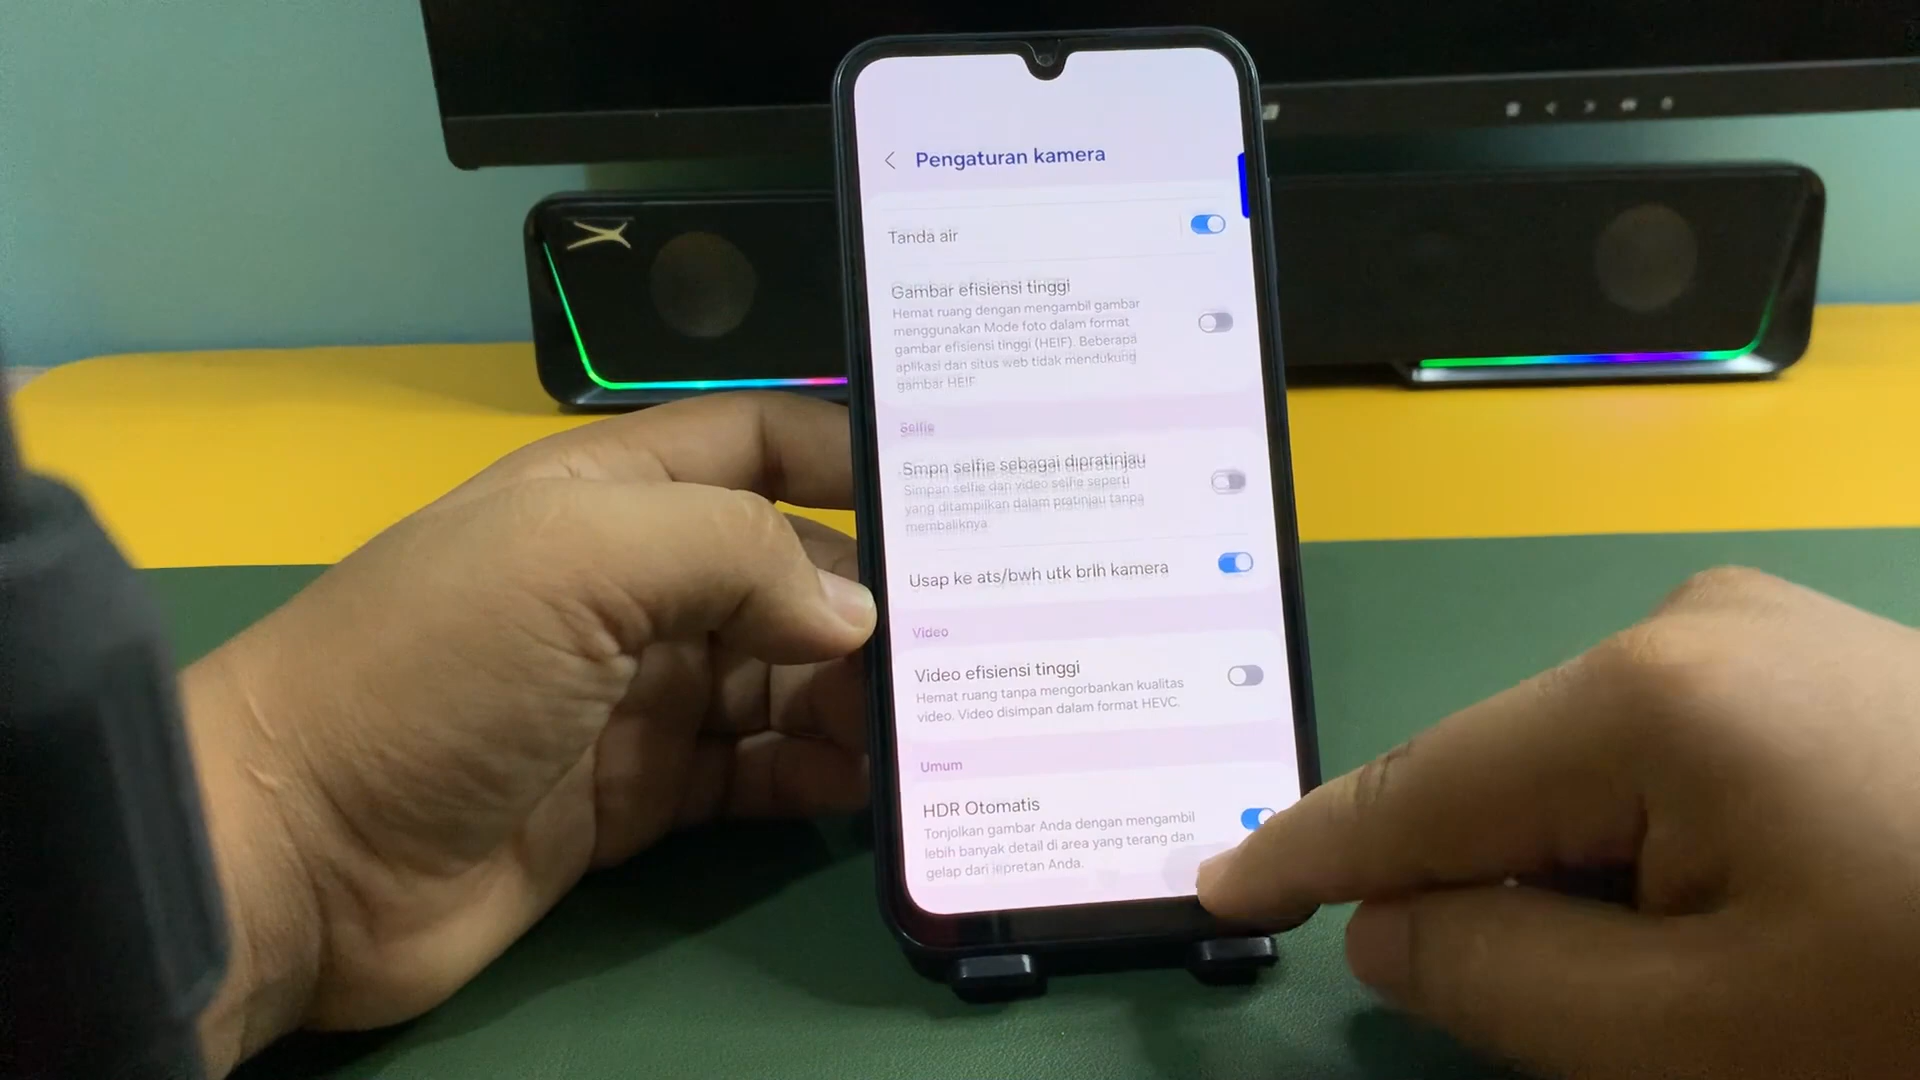 Pengaturan kamera
Tanda air
Gambar efisiensi tinggi
Hemat ruang dengan mengambil gambar
menggunakan Mode foto dalam format
gambar efisiensi tinggi (HEIF). Beberapa
aplikasi dan situs web tidak mendukung
gambar HEIF.
Selfie
Smpn selfie sebagai dipratinjau
Simpan selfie dan video selfie seperti
yang ditampilkan dalam pratinjau tanpa
membaliknya.
Usap ke ats/bwh utk brlh kamera
Video
Video efisiensi tinggi
Hemat ruang tanpa mengorbankan kualitas
video. Video disimpan dalam format HEVC.
Umum
HDR Otomatis
Tonjolkan gambar Anda dengan mengambil
lebih banyak detail di area yang terang dan
gelap dari jepretan Anda.